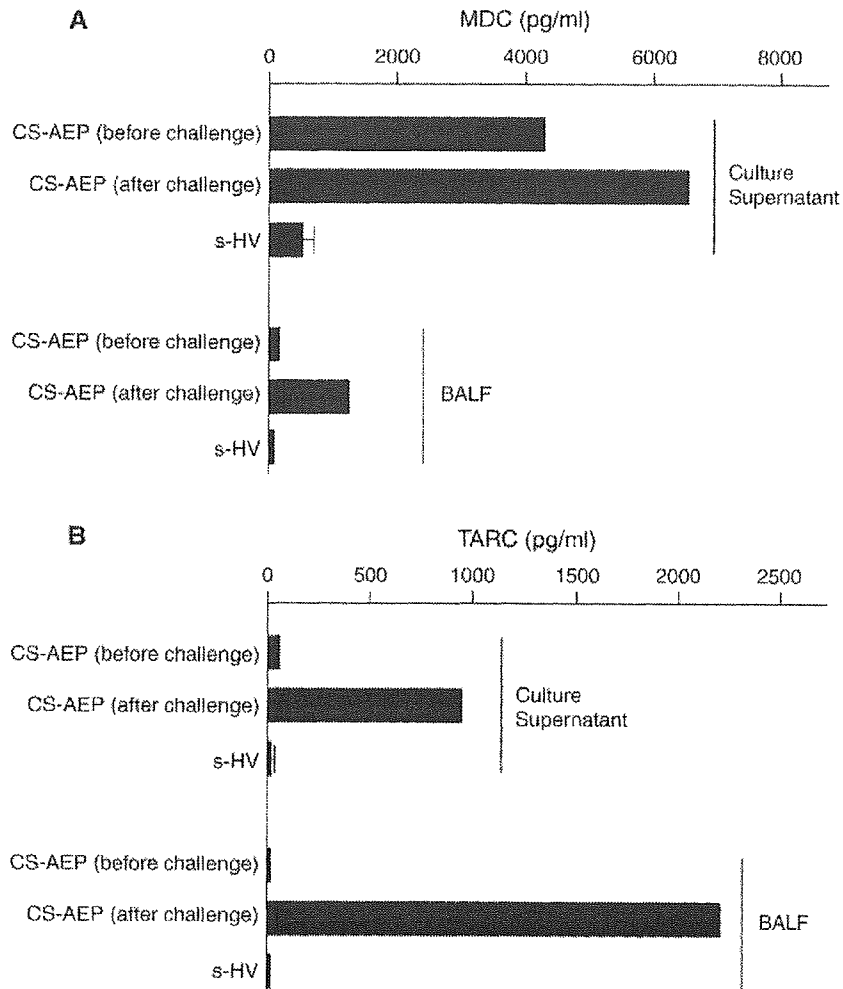 A
MDC (pg/ml)
0 2000 4000 6000 8000
CS-AEP (before challenge)
CS-AEP (after challenge)
s-HV
Culture
Supernatant
CS-AEP (before challenge)
CS-AEP (after challenge)
s-HV
BALF
B
TARC (pg/ml)
0 500 1000 1500 2000 2500
CS-AEP (before challenge)
CS-AEP (after challenge)
s-HV
Culture
Supernatant
CS-AEP (before challenge)
CS-AEP (after challenge)
s-HV
BALF